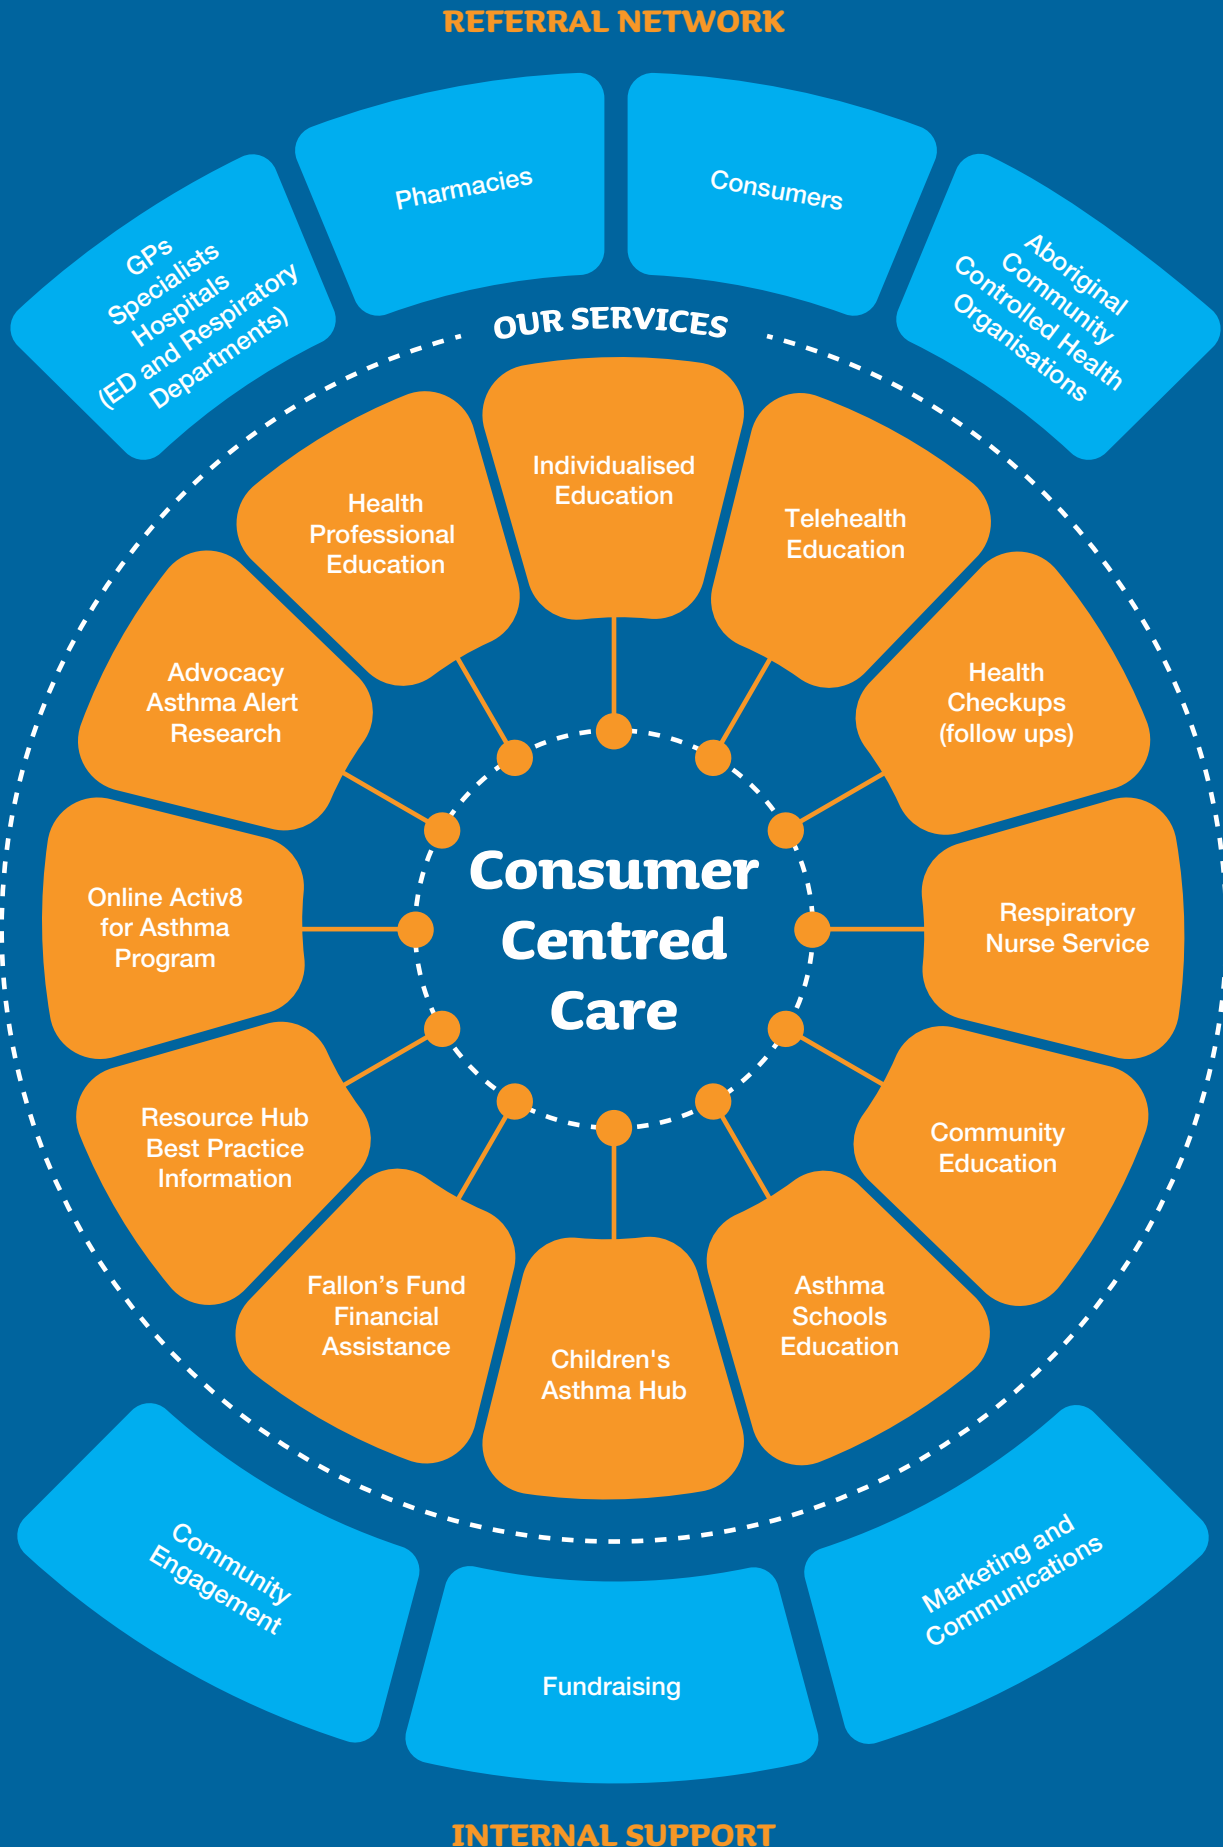 REFERRAL NETWORK
GPs
Specialists
Hospitals
(ED and Respiratory
Departments)
Pharmacies
Consumers
Aboriginal
Community
Controlled Health
Organisations
OUR SERVICES
Individualised
Education
Telehealth
Education
Health
Checkups
(follow ups)
Respiratory
Nurse Service
Community
Education
Asthma
Schools
Education
Children's
Asthma Hub
Fallon’s Fund
Financial
Assistance
Resource Hub
Best Practice
Information
Online Activ8
for Asthma
Program
Advocacy
Asthma Alert
Research
Health
Professional
Education
Consumer
Centred
Care
Community
Engagement
Fundraising
Marketing and
Communications
INTERNAL SUPPORT